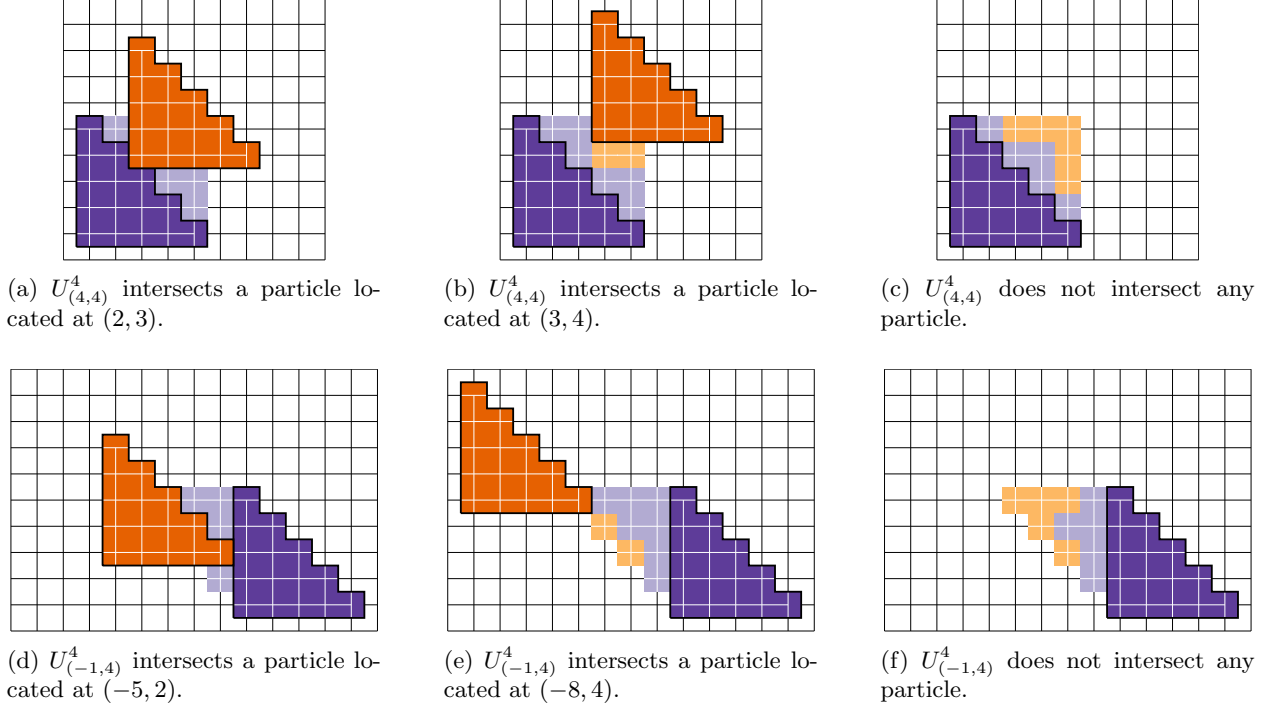 (a) $U^4_{(4,4)}$ intersects a particle lo-
cated at (2, 3).
(b) $U^4_{(4,4)}$ intersects a particle lo-
cated at (3, 4).
(c) $U^4_{(4,4)}$ does not intersect any
particle.
(d) $U^4_{(-1,4)}$ intersects a particle lo-
cated at (−5, 2).
(e) $U^4_{(-1,4)}$ intersects a particle lo-
cated at (−8, 4).
(f) $U^4_{(-1,4)}$ does not intersect any
particle.